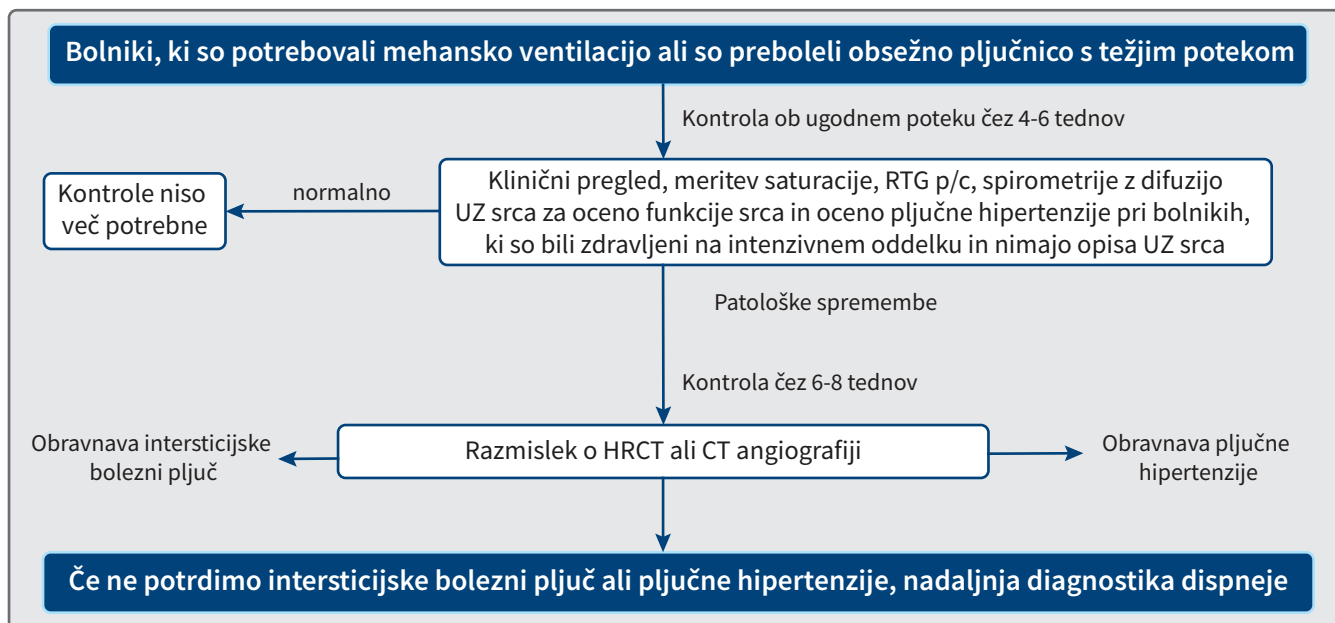 Bolniki, ki so potrebovali mehansko ventilacijo ali so preboleli obsežno pljučnico s težjim potekom
Kontrola ob ugodnem poteku čez 4-6 tednov
Kontrole niso
več potrebne
normalno
Klinični pregled, meritev saturacije, RTG p/c, spirometrije z difuzijo
UZ srca za oceno funkcije srca in oceno pljučne hipertenzije pri bolnikih,
ki so bili zdravljeni na intenzivnem oddelku in nimajo opisa UZ srca
Patološke spremembe
Kontrola čez 6-8 tednov
Obravnava intersticijske
bolezni pljuč
Razmislek o HRCT ali CT angiografiji
Obravnava pljučne
hipertenzije
Če ne potrdimo intersticijske bolezni pljuč ali pljučne hipertenzije, nadaljnja diagnostika dispneje